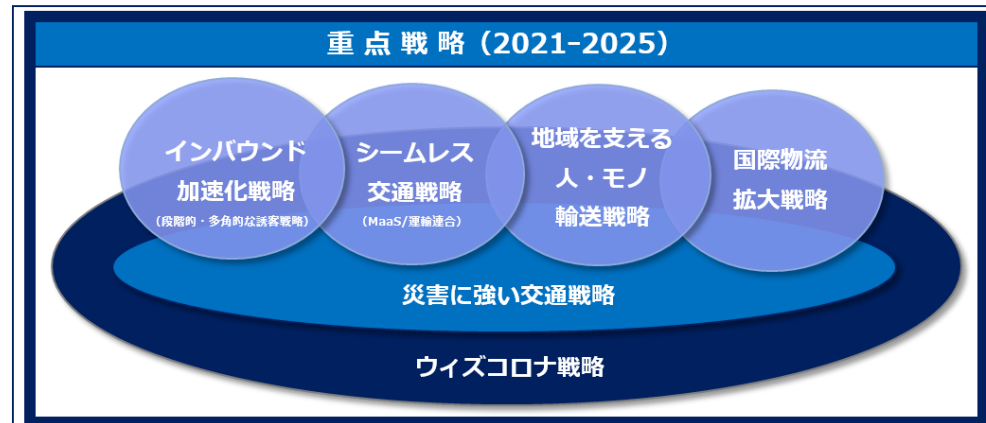 重点戦略（2021-2025）
インバウンド
加速化戦略
（段階的・多角的な誘客戦略）
シームレス
交通戦略
（MaaS/運輸連合）
地域を支える
人・モノ
輸送戦略
国際物流
拡大戦略
災害に強い交通戦略
ウィズコロナ戦略